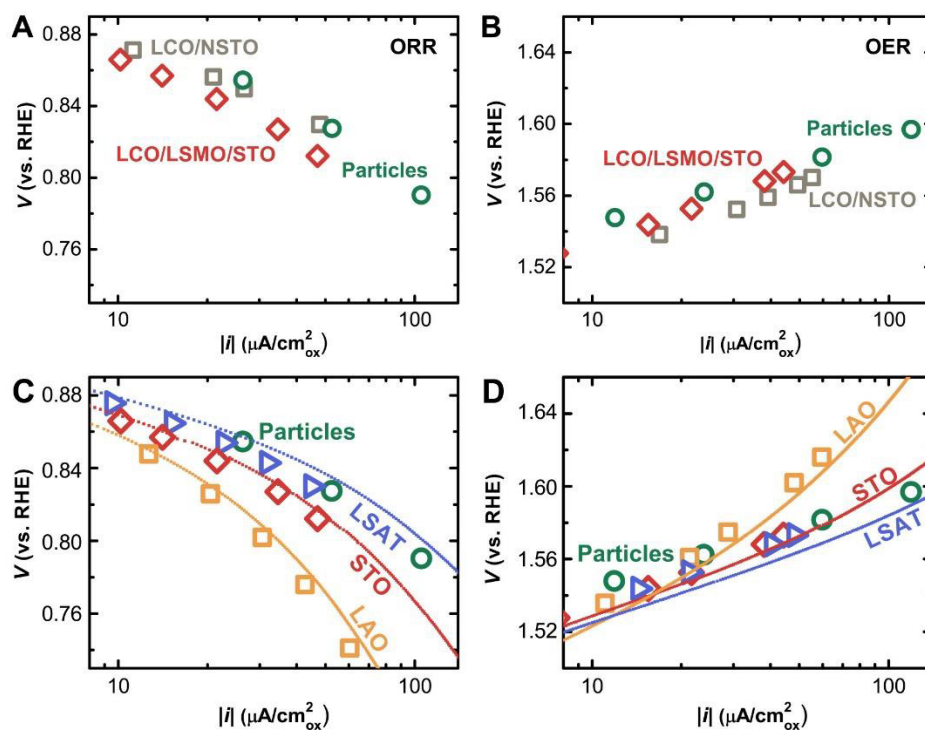 A
ORR
LCO/NSTO
LCO/LSMO/STO
Particles
V (vs. RHE)
0.88
0.84
0.80
0.76
10
100
|i| (μA/cm²ox)
B
OER
Particles
LCO/LSMO/STO
LCO/NSTO
V (vs. RHE)
1.64
1.60
1.56
1.52
10
100
|i| (μA/cm²ox)
C
Particles
LSAT
STO
LAO
V (vs. RHE)
0.88
0.84
0.80
0.76
10
100
|i| (μA/cm²ox)
D
LAO
STO
LSAT
Particles
V (vs. RHE)
1.64
1.60
1.56
1.52
10
100
|i| (μA/cm²ox)